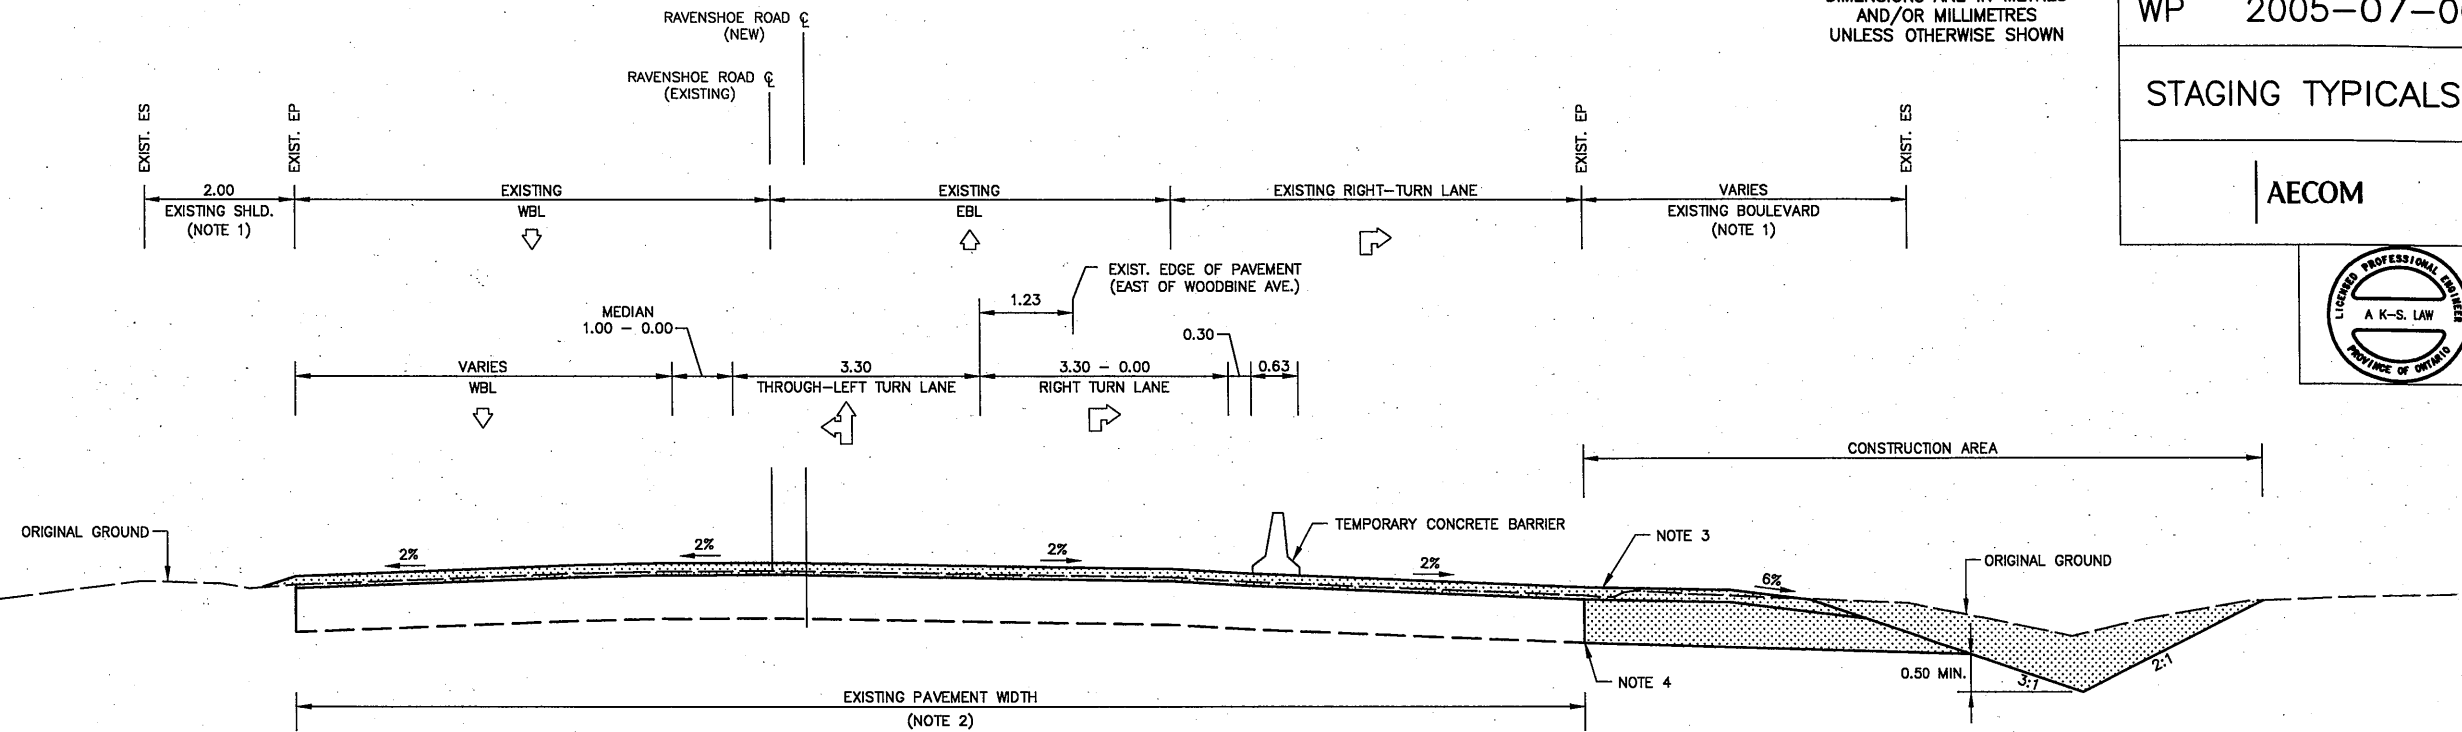 RAVENSHOE ROAD ℄
(NEW)
RAVENSHOE ROAD ℄
(EXISTING)
AND/OR MILLIMETRES
UNLESS OTHERWISE SHOWN
WP 2005-07-0
STAGING TYPICALS
AECOM
LICENSED PROFESSIONAL ENGINEER
A K-S. LAW
PROVINCE OF ONTARIO
EXIST. ES
EXIST. EP
EXIST. EP
EXIST. ES
2.00
EXISTING SHLD.
(NOTE 1)
EXISTING
WBL
EXISTING
EBL
EXISTING RIGHT-TURN LANE
VARIES
EXISTING BOULEVARD
(NOTE 1)
EXIST. EDGE OF PAVEMENT
(EAST OF WOODBINE AVE.)
1.23
MEDIAN
1.00 - 0.00
0.30
VARIES
WBL
3.30
THROUGH-LEFT TURN LANE
3.30 - 0.00
RIGHT TURN LANE
0.63
CONSTRUCTION AREA
ORIGINAL GROUND
TEMPORARY CONCRETE BARRIER
NOTE 3
ORIGINAL GROUND
2%
2%
2%
2%
6%
0.50 MIN.
3:1
2:1
NOTE 4
EXISTING PAVEMENT WIDTH
(NOTE 2)